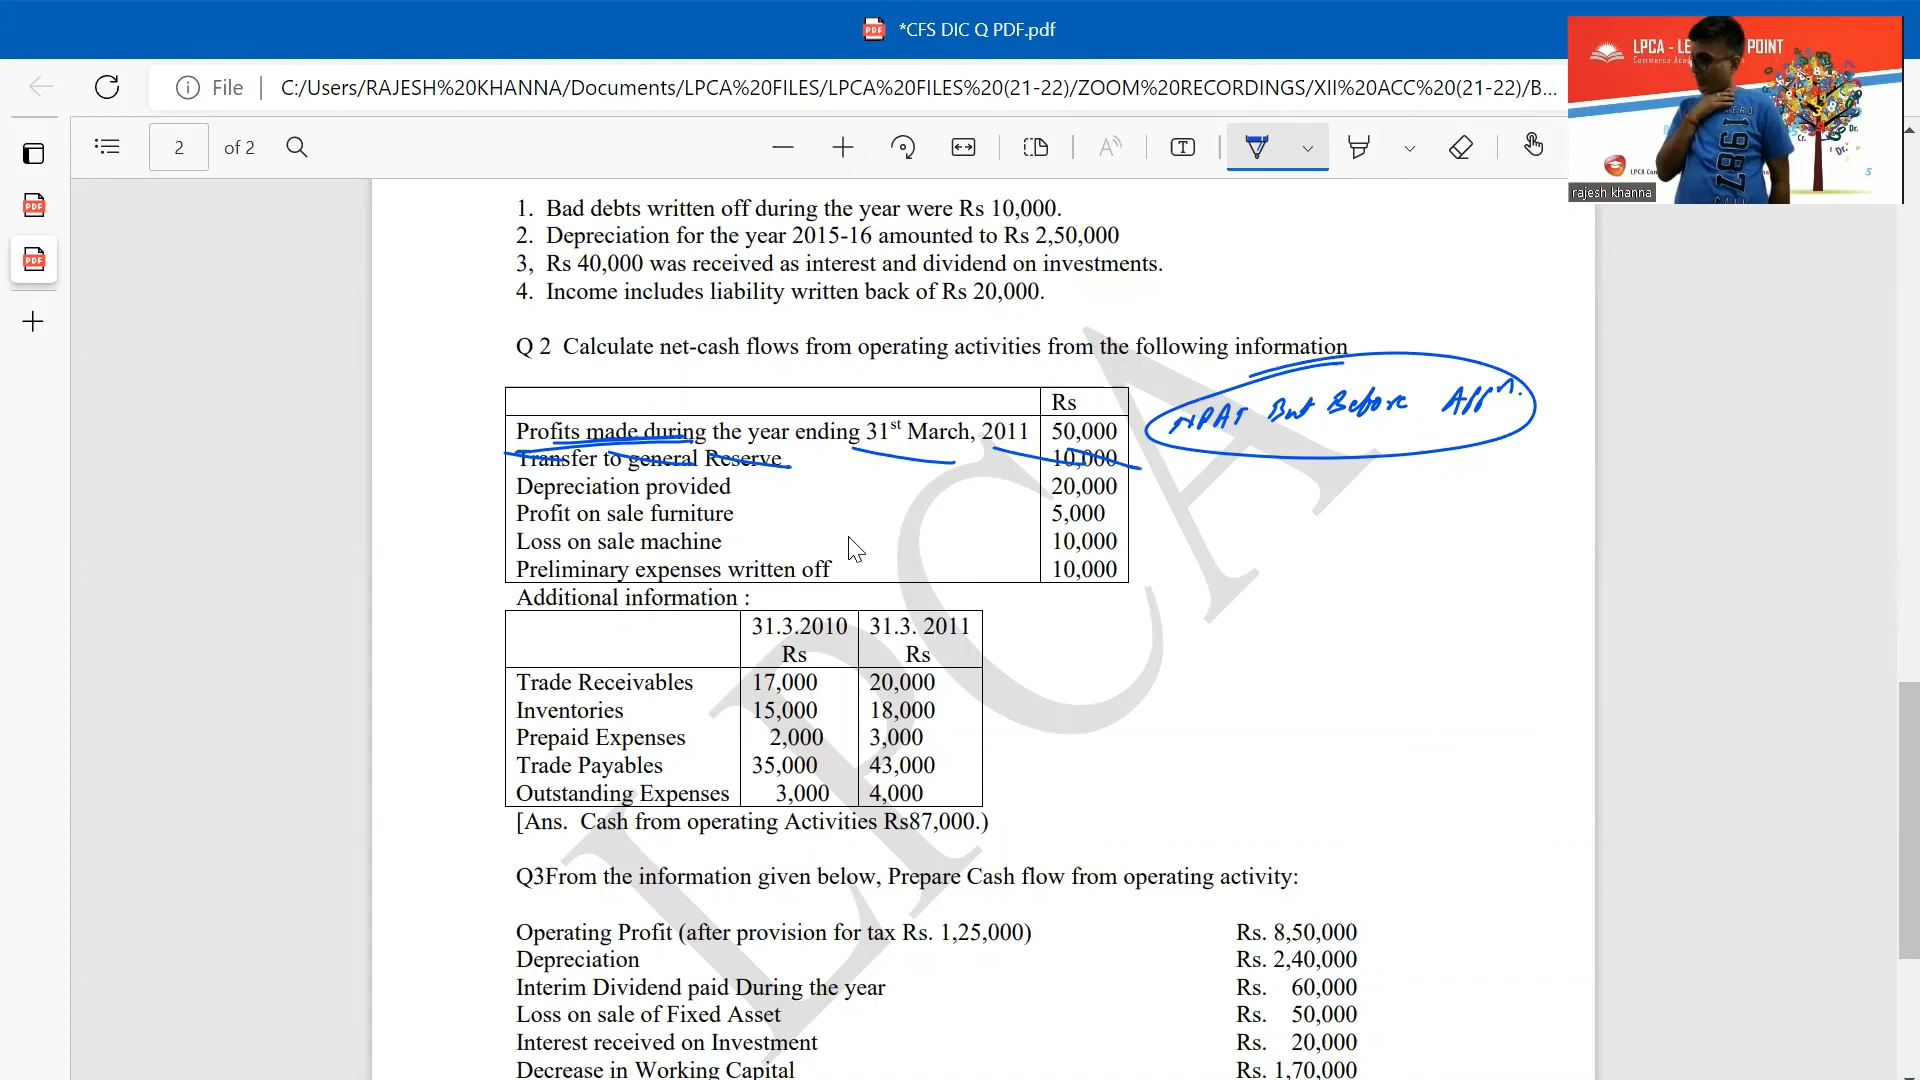 *CFS DIC Q PDF.pdf
File
C:/Users/RAJESH%20KHANNA/Documents/LPCA%20FILES/LPCA%20FILES%20(21-22)/ZOOM%20RECORDINGS/XII%20ACC%20(21-22)/B...
LPCA - LE POINT
rajesh khanna
1987
5
2 of 2
1. Bad debts written off during the year were Rs 10,000.
2. Depreciation for the year 2015-16 amounted to Rs 2,50,000
3, Rs 40,000 was received as interest and dividend on investments.
4. Income includes liability written back of Rs 20,000.
Q 2 Calculate net-cash flows from operating activities from the following information
Rs
Profits made during the year ending 31st March, 2011 50,000
NPAT But Before Appn.
Transfer to general Reserve 10,000
Depreciation provided 20,000
Profit on sale furniture 5,000
Loss on sale machine 10,000
Preliminary expenses written off 10,000
Additional information :
31.3.2010 31.3. 2011
Rs Rs
Trade Receivables 17,000 20,000
Inventories 15,000 18,000
Prepaid Expenses 2,000 3,000
Trade Payables 35,000 43,000
Outstanding Expenses 3,000 4,000
[Ans. Cash from operating Activities Rs87,000.)
Q3From the information given below, Prepare Cash flow from operating activity:
Operating Profit (after provision for tax Rs. 1,25,000) Rs. 8,50,000
Depreciation Rs. 2,40,000
Interim Dividend paid During the year Rs. 60,000
Loss on sale of Fixed Asset Rs. 50,000
Interest received on Investment Rs. 20,000
Decrease in Working Capital Rs. 1,70,000
LPCA